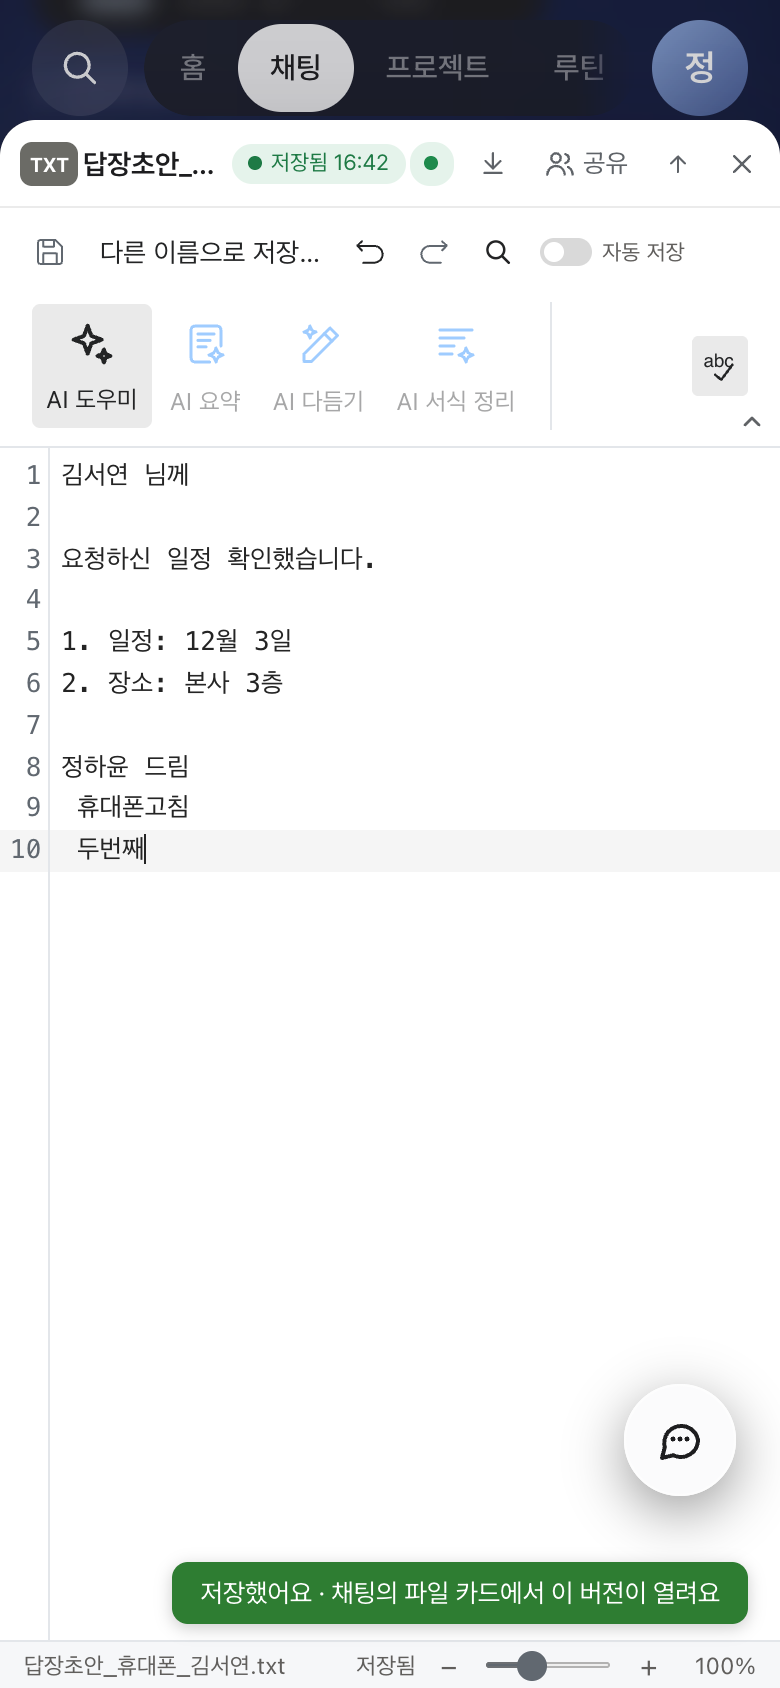 홈
채팅
프로젝트
루틴
정
TXT 답장초안_...
저장됨 16:42
공유
다른 이름으로 저장...
자동 저장
AI 도우미
AI 요약
AI 다듬기
AI 서식 정리
abc
1 김서연 님께
2
3 요청하신 일정 확인했습니다.
4
5 1. 일정: 12월 3일
6 2. 장소: 본사 3층
7
8 정하윤 드림
9 휴대폰고침
10 두번째
저장했어요 · 채팅의 파일 카드에서 이 버전이 열려요
답장초안_휴대폰_김서연.txt
저장됨
− + 100%